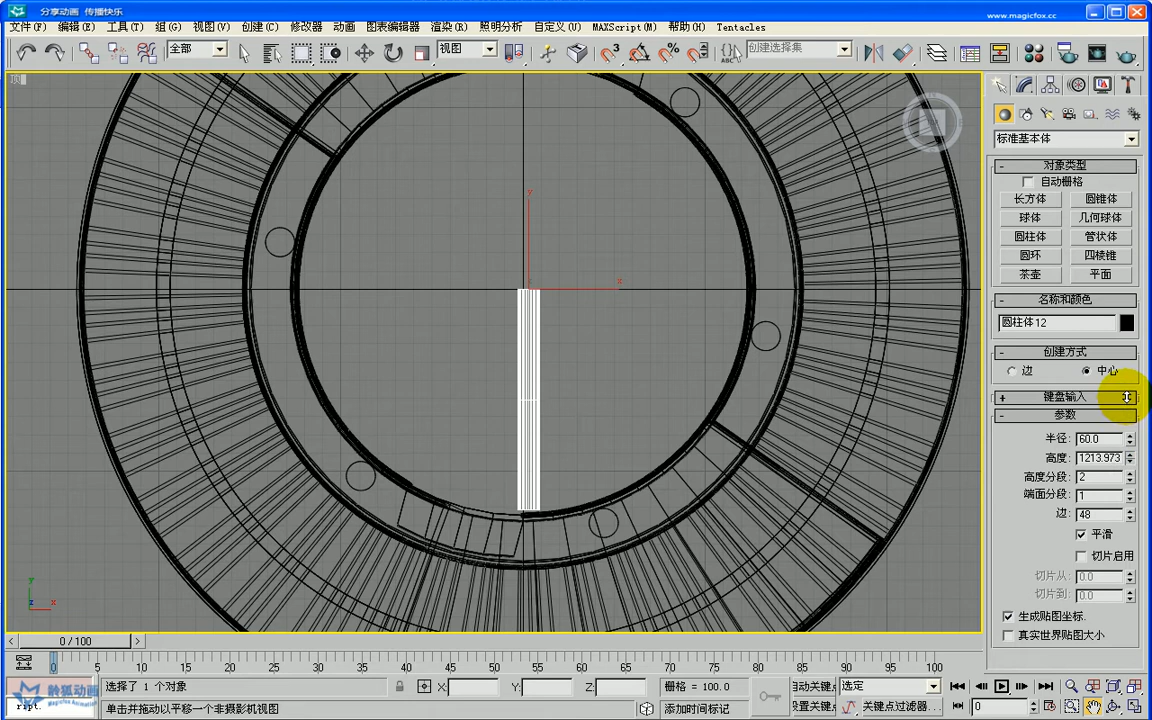 分享动画 传播快乐
www.magicfox.cc
文件(F) 编辑(E) 工具(T) 组(G) 视图(V) 创建(C) 修改器 动画 图表编辑器 渲染(R) 照明分析 自定义(U) MAXScript(M) 帮助(H) Tentacles
全部 视图 3 % ABC 创建选择集
标准基本体
- 对象类型
自动栅格
长方体 圆锥体
球体 几何球体
圆柱体 管状体
圆环 四棱锥
茶壶 平面
- 名称和颜色
圆柱体12
- 创建方式
边 中心
+ 键盘输入
- 参数
半径: 60.0
高度: 1213.973
高度分段: 2
端面分段: 1
边: 48
平滑
切片启用
切片从: 0.0
切片到: 0.0
生成贴图坐标.
真实世界贴图大小
y
x
y
z x
< 0 / 100 >
0 5 10 15 20 25 30 35 40 45 50 55 60 65 70 75 80 85 90 95 100
选择了 1 个对象 X: Y: Z: 栅格 = 100.0 自动关键点 选定
单击并拖动以平移一个非摄影机视图 添加时间标记 设置关键点 关键点过滤器... 0
魔狐动画
Magicfox Animation
ript.